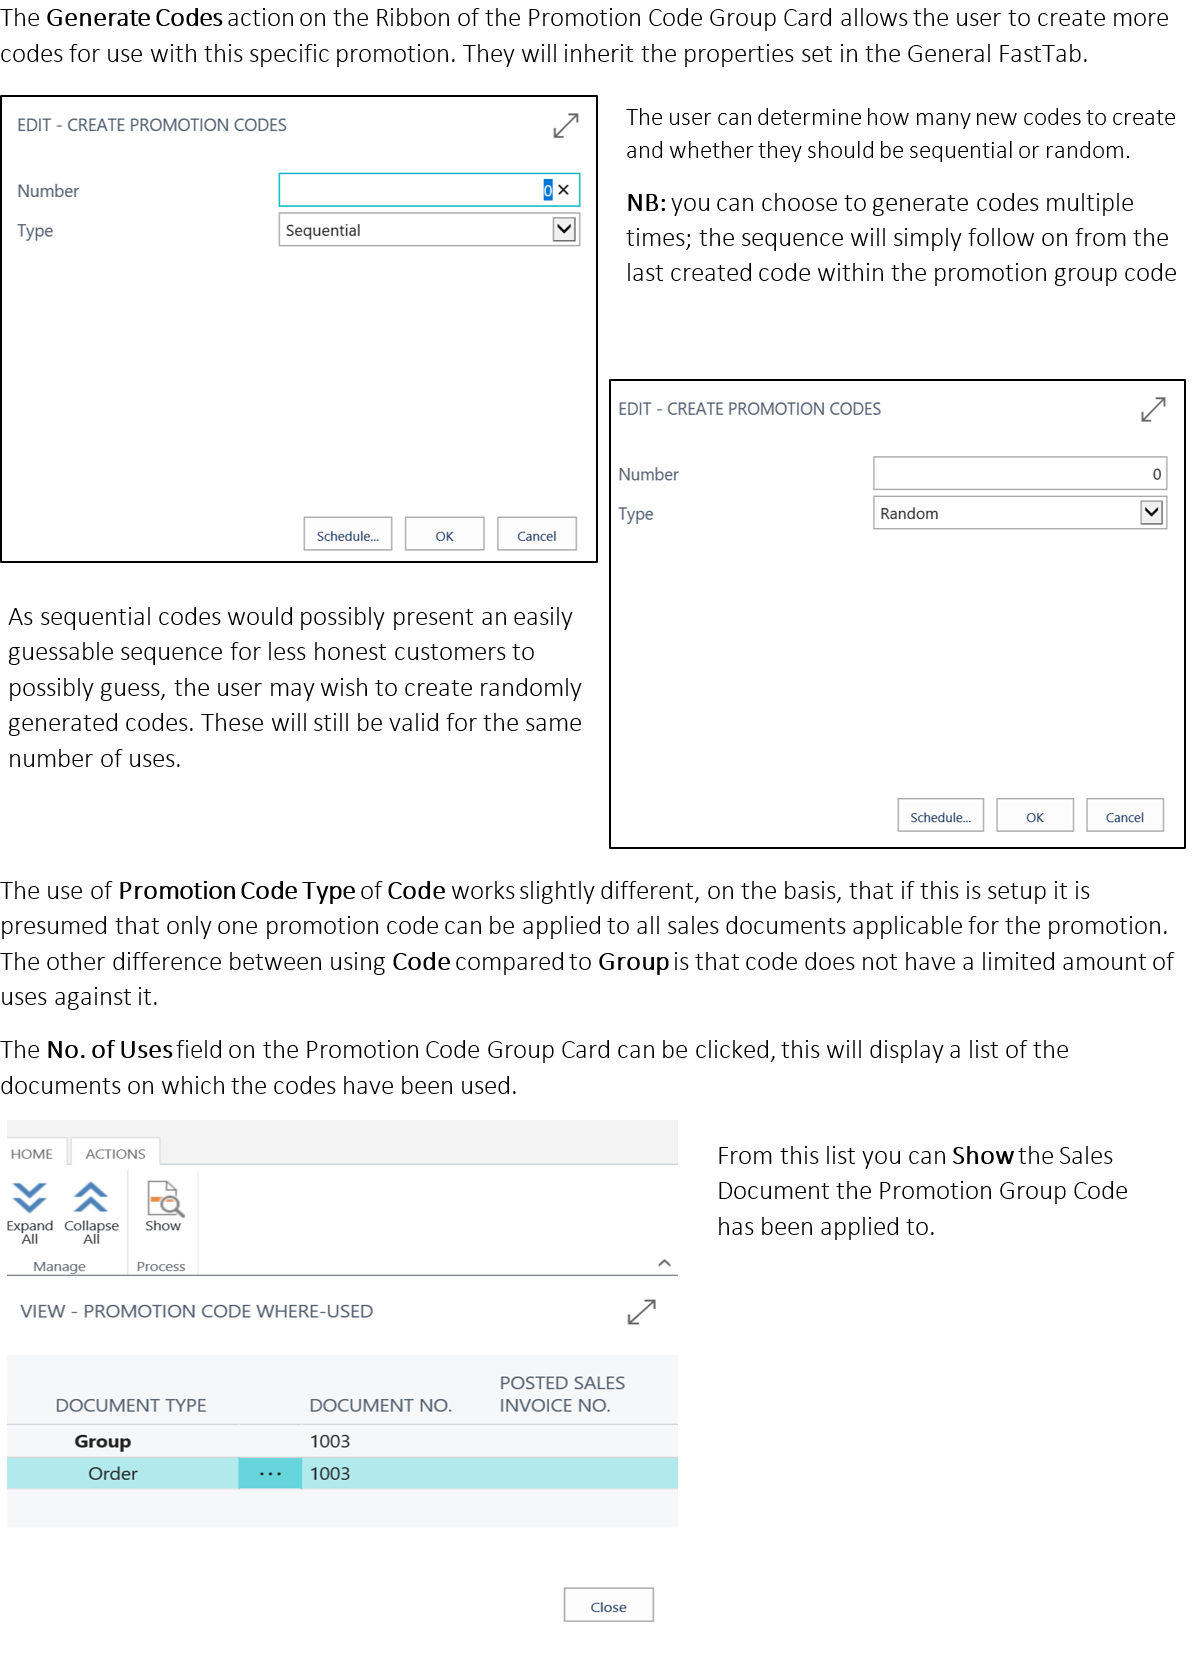 The Generate Codes action on the Ribbon of the Promotion Code Group Card allows the user to create more
codes for use with this specific promotion. They will inherit the properties set in the General FastTab.
EDIT - CREATE PROMOTION CODES
Number 0
Type Sequential
Schedule... OK Cancel
The user can determine how many new codes to create
and whether they should be sequential or random.
NB: you can choose to generate codes multiple
times; the sequence will simply follow on from the
last created code within the promotion group code
EDIT - CREATE PROMOTION CODES
Number 0
Type Random
Schedule... OK Cancel
As sequential codes would possibly present an easily
guessable sequence for less honest customers to
possibly guess, the user may wish to create randomly
generated codes. These will still be valid for the same
number of uses.
The use of Promotion Code Type of Code works slightly different, on the basis, that if this is setup it is
presumed that only one promotion code can be applied to all sales documents applicable for the promotion.
The other difference between using Code compared to Group is that code does not have a limited amount of
uses against it.
The No. of Uses field on the Promotion Code Group Card can be clicked, this will display a list of the
documents on which the codes have been used.
HOME ACTIONS
Expand Collapse Show
All All
Manage Process
VIEW - PROMOTION CODE WHERE-USED
POSTED SALES
DOCUMENT TYPE DOCUMENT NO. INVOICE NO.
Group 1003
Order ... 1003
Close
From this list you can Show the Sales
Document the Promotion Group Code
has been applied to.